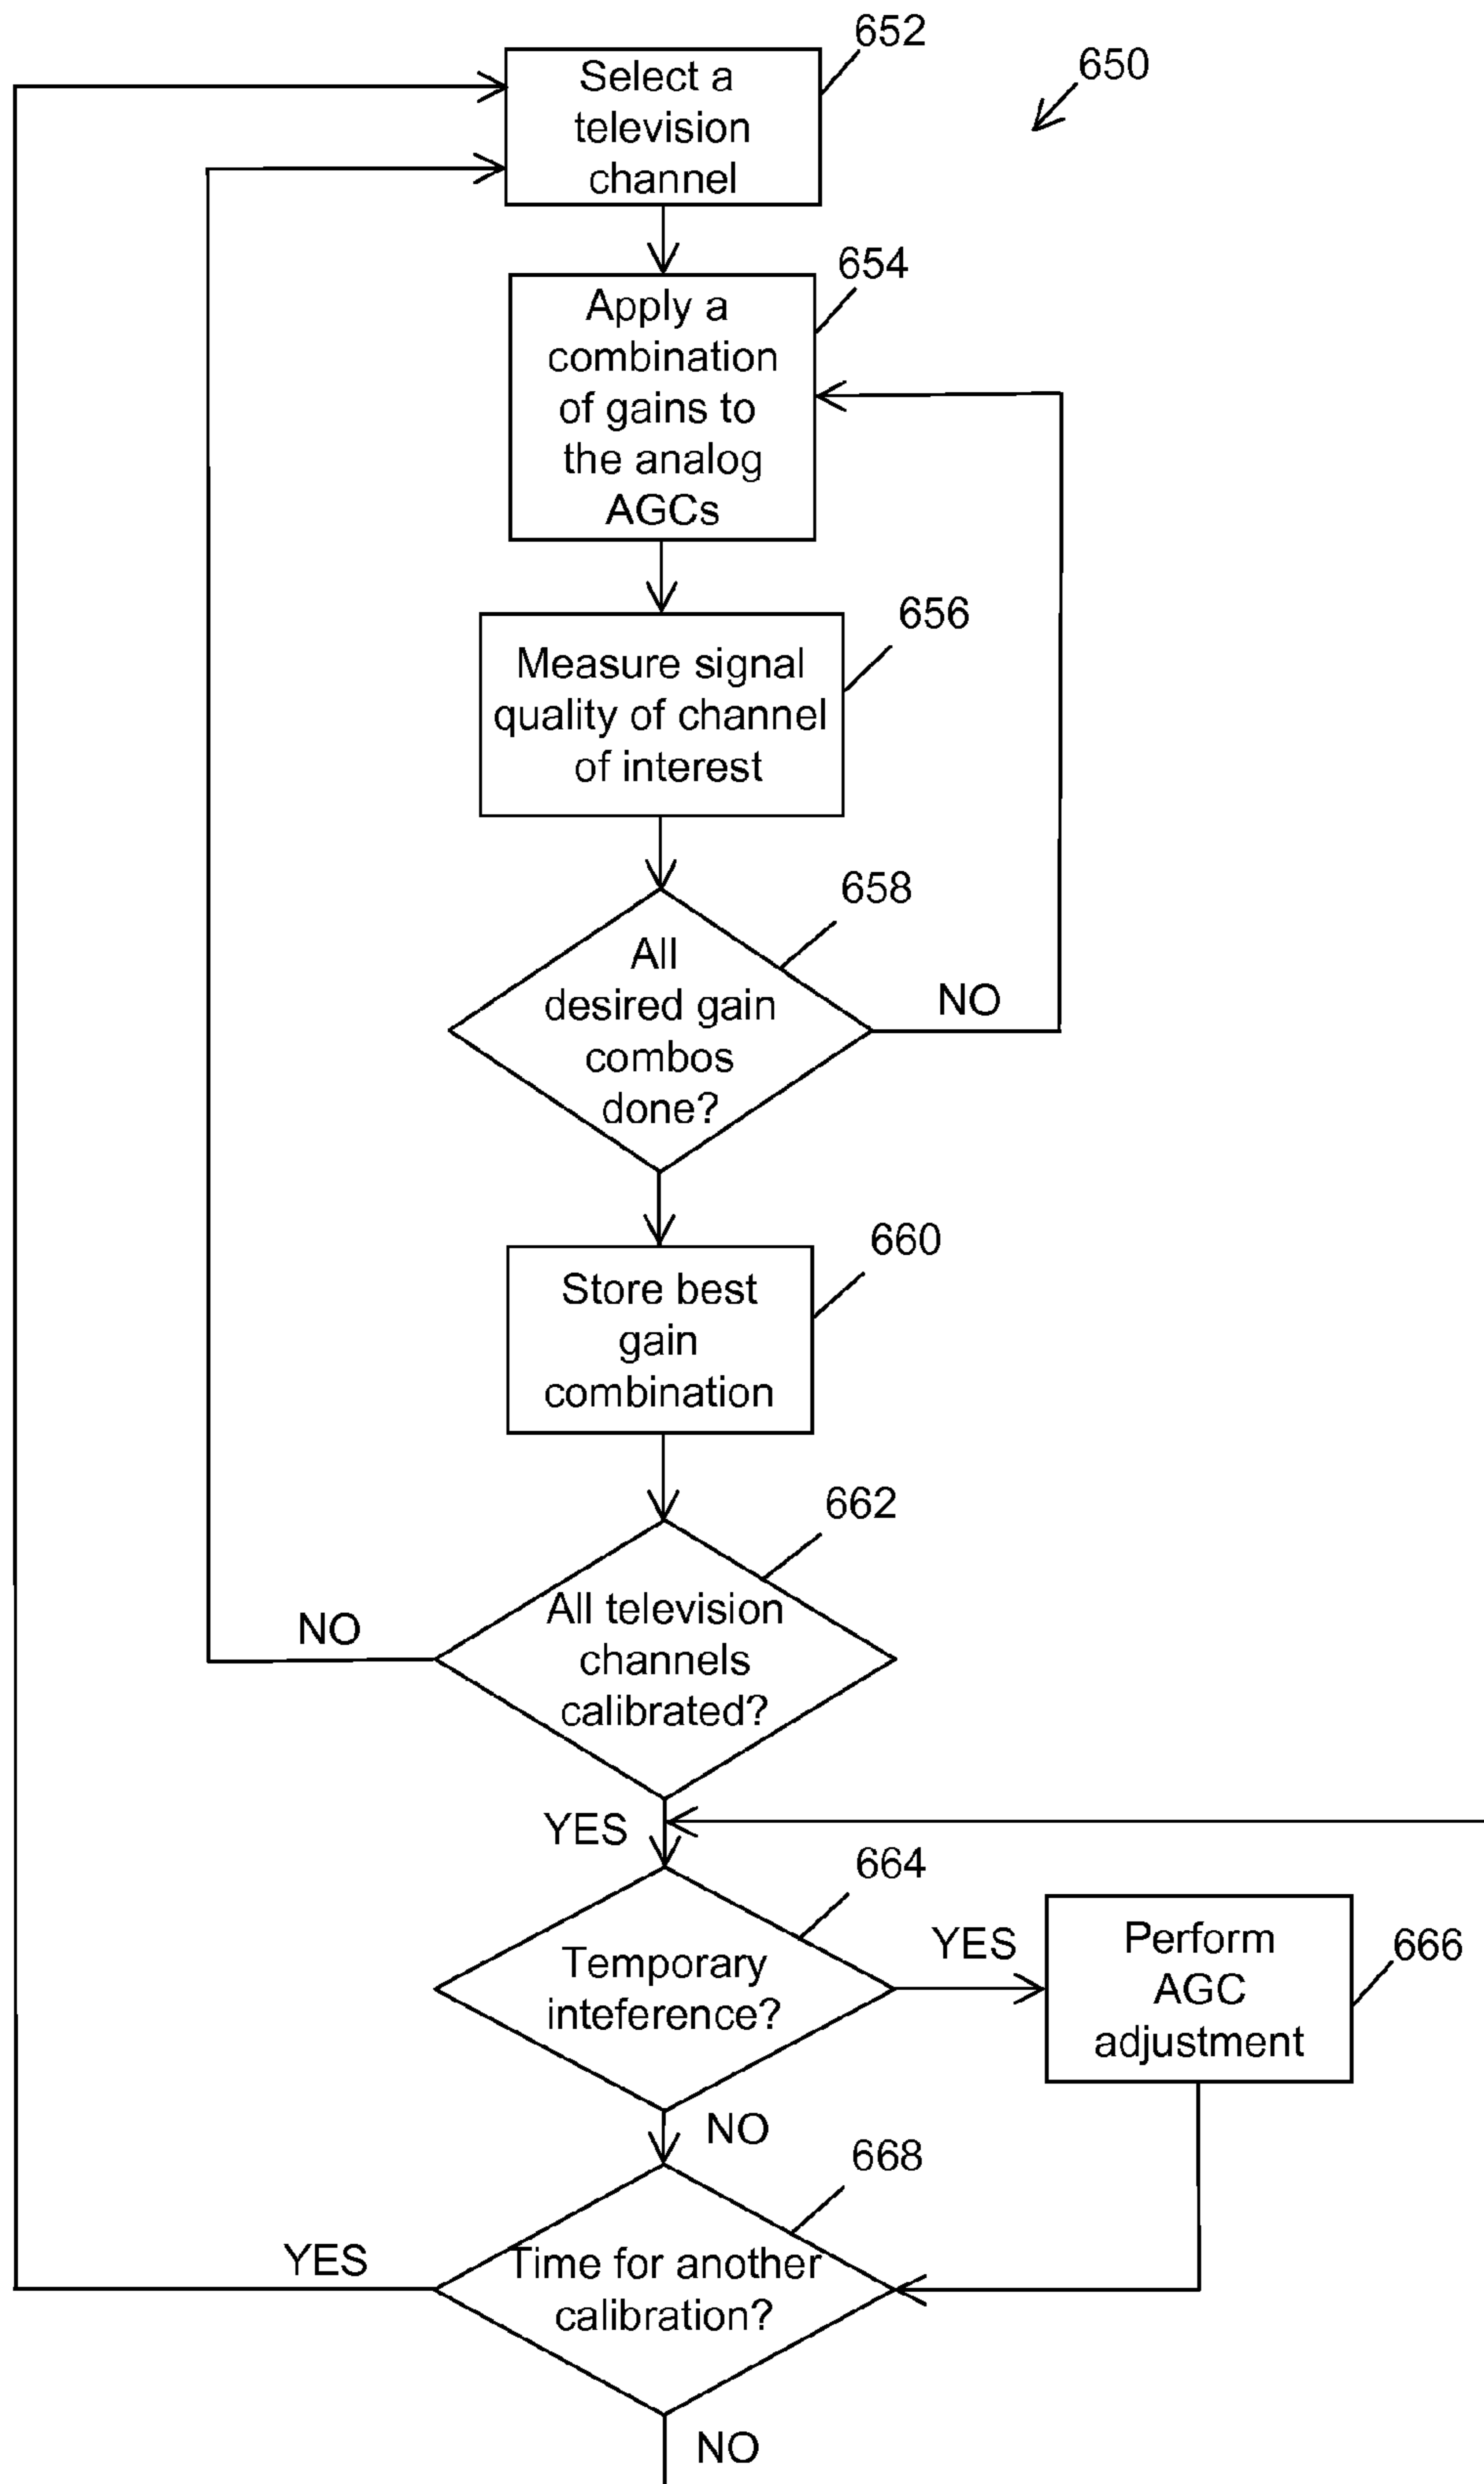 652
650
Select a
television
channel
654
Apply a
combination
of gains to
the analog
AGCs
656
Measure signal
quality of channel
of interest
658
All
desired gain
combos
done?
NO
660
Store best
gain
combination
662
All television
channels
calibrated?
NO
YES
664
Temporary
inteference?
YES
Perform
AGC
adjustment
666
NO
668
Time for another
calibration?
YES
NO